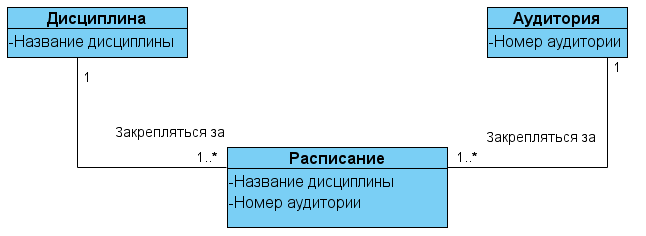 Дисциплина
-Название дисциплины
Аудитория
-Номер аудитории
1
1
Закрепляться за
Закрепляться за
1..*
1..*
Расписание
-Название дисциплины
-Номер аудитории